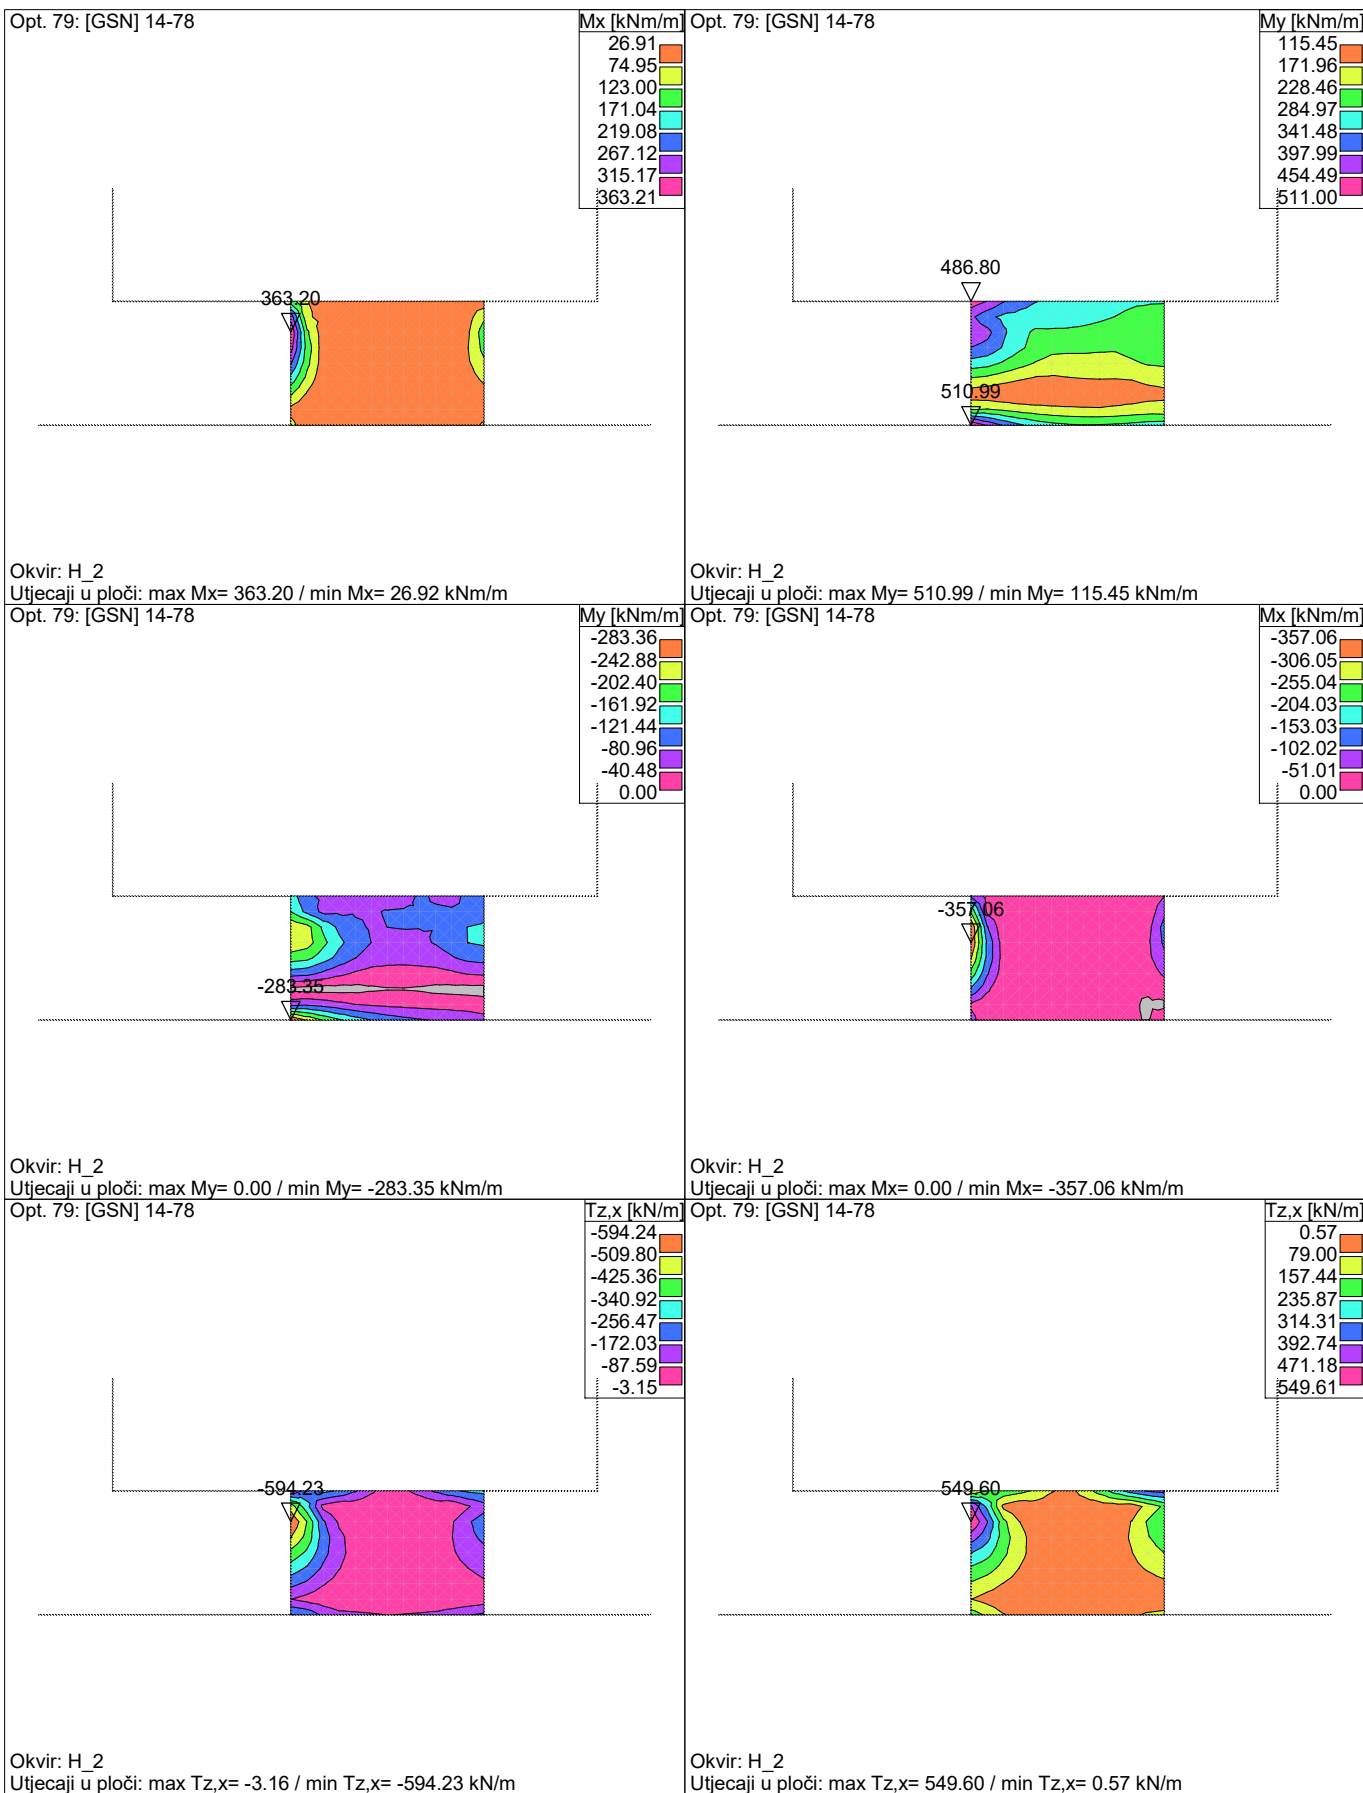 Opt. 79: [GSN] 14-78
Mx [kNm/m]
26.91
74.95
123.00
171.04
219.08
267.12
315.17
363.21
363.20
Okvir: H_2
Utjecaji u ploči: max Mx= 363.20 / min Mx= 26.92 kNm/m
Opt. 79: [GSN] 14-78
My [kNm/m]
115.45
171.96
228.46
284.97
341.48
397.99
454.49
511.00
486.80
510.99
Okvir: H_2
Utjecaji u ploči: max My= 510.99 / min My= 115.45 kNm/m
Opt. 79: [GSN] 14-78
My [kNm/m]
-283.36
-242.88
-202.40
-161.92
-121.44
-80.96
-40.48
0.00
-283.35
Okvir: H_2
Utjecaji u ploči: max My= 0.00 / min My= -283.35 kNm/m
Opt. 79: [GSN] 14-78
Mx [kNm/m]
-357.06
-306.05
-255.04
-204.03
-153.03
-102.02
-51.01
0.00
-357.06
Okvir: H_2
Utjecaji u ploči: max Mx= 0.00 / min Mx= -357.06 kNm/m
Opt. 79: [GSN] 14-78
Tz,x [kN/m]
-594.24
-509.80
-425.36
-340.92
-256.47
-172.03
-87.59
-3.15
-594.23
Okvir: H_2
Utjecaji u ploči: max Tz,x= -3.16 / min Tz,x= -594.23 kN/m
Opt. 79: [GSN] 14-78
Tz,x [kN/m]
0.57
79.00
157.44
235.87
314.31
392.74
471.18
549.61
549.60
Okvir: H_2
Utjecaji u ploči: max Tz,x= 549.60 / min Tz,x= 0.57 kN/m